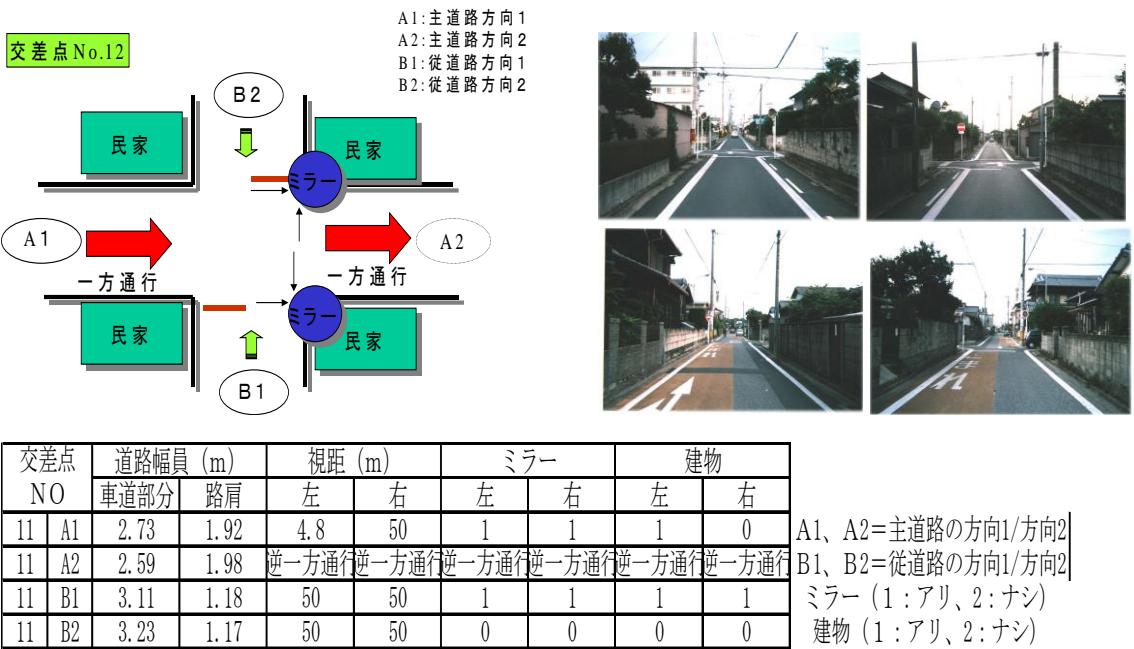 交差点No.12
A1:主道路方向1
A2:主道路方向2
B1:従道路方向1
B2:従道路方向2
B2
民家
民家
ミラー
A1
A2
一方通行
一方通行
民家
ミラー
民家
B1
止まれ
交差点 道路幅員 (m) 視距 (m) ミラー 建物
NO 車道部分 路肩 左 右 左 右 左 右
11 A1 2.73 1.92 4.8 50 1 1 1 0
11 A2 2.59 1.98 逆一方通行 逆一方通行 逆一方通行 逆一方通行 逆一方通行 逆一方通行
11 B1 3.11 1.18 50 50 1 1 1 1
11 B2 3.23 1.17 50 50 0 0 0 0
A1、A2=主道路の方向1/方向2
B1、B2=従道路の方向1/方向2
ミラー（1:アリ、2:ナシ）
建物（1:アリ、2:ナシ）